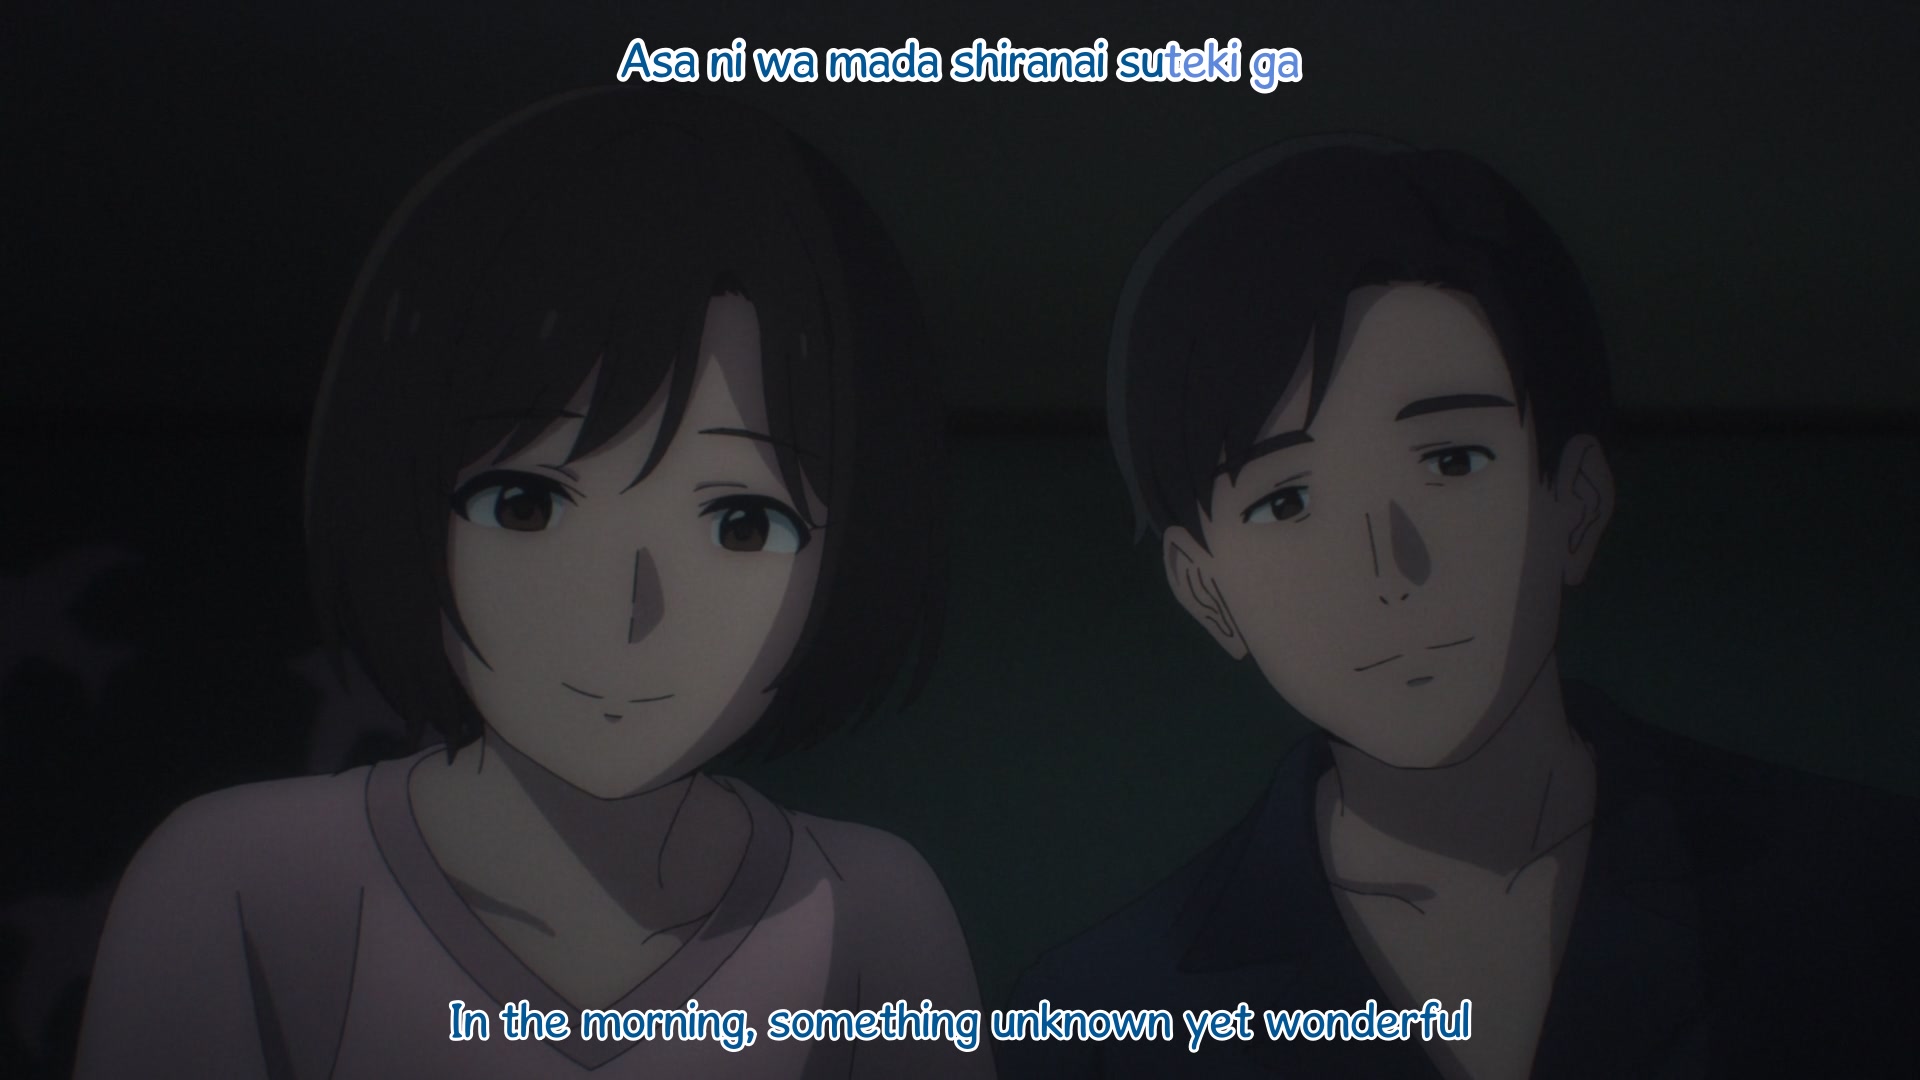 Asa ni wa mada shiranai suteki ga
In the morning, something unknown yet wonderful